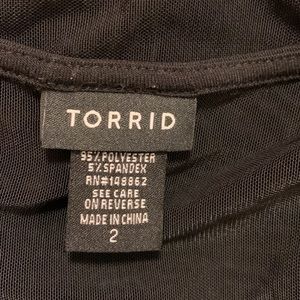 TORRID
95% POLYESTER
5% SPANDEX
RN#148862
SEE CARE
ON REVERSE
MADE IN CHINA
2